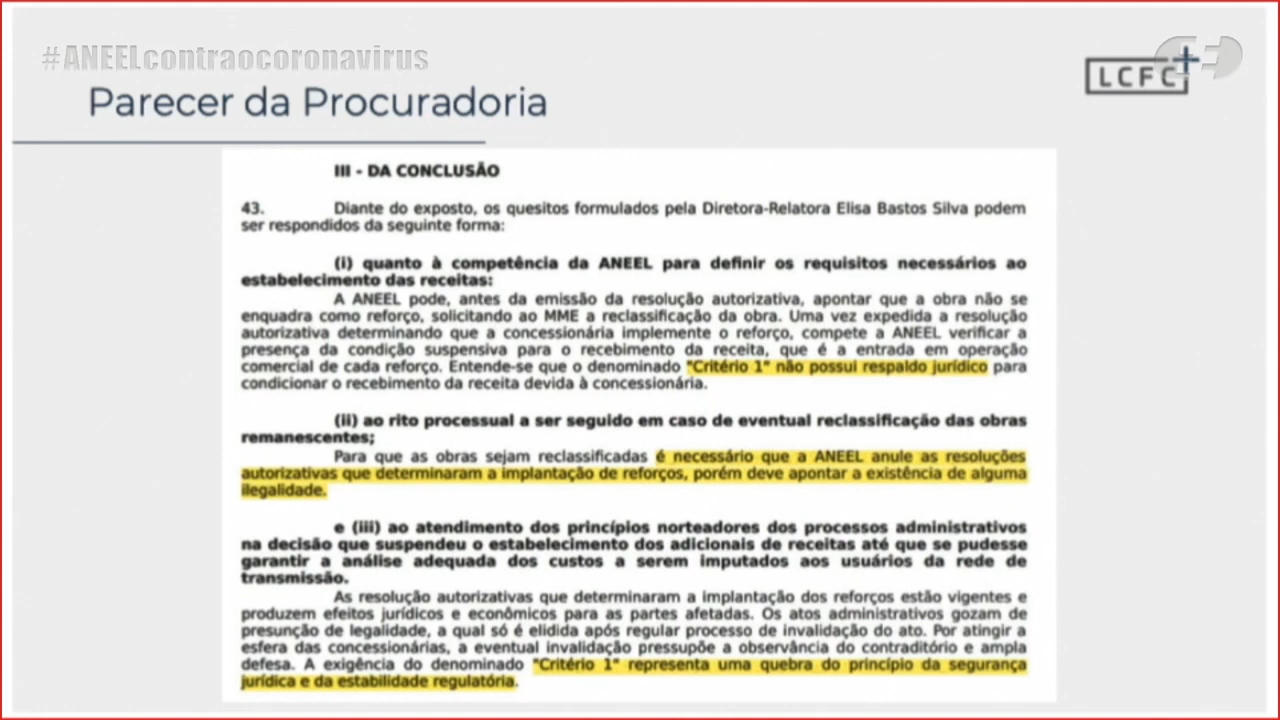 #ANEELcontraocoronavirus
LCFC
Parecer da Procuradoria
III - DA CONCLUSÃO
43. Diante do exposto, os quesitos formulados pela Diretora-Relatora Elisa Bastos Silva podem
ser respondidos da seguinte forma:
(i) quanto à competência da ANEEL para definir os requisitos necessários ao
estabelecimento das receitas:
A ANEEL pode, antes da emissão da resolução autorizativa, apontar que a obra não se
enquadra como reforço, solicitando ao MME a reclassificação da obra. Uma vez expedida a resolução
autorizativa determinando que a concessionária implemente o reforço, compete a ANEEL verificar a
presença da condição suspensiva para o recebimento da receita, que é a entrada em operação
comercial de cada reforço. Entende-se que o denominado "Critério 1" não possui respaldo jurídico para
condicionar o recebimento da receita devida à concessionária.
(ii) ao rito processual a ser seguido em caso de eventual reclassificação das obras
remanescentes;
Para que as obras sejam reclassificadas é necessário que a ANEEL anule as resoluções
autorizativas que determinaram a implantação de reforços, porém deve apontar a existência de alguma
ilegalidade.
e (iii) ao atendimento dos princípios norteadores dos processos administrativos
na decisão que suspendeu o estabelecimento dos adicionais de receitas até que se pudesse
garantir a análise adequada dos custos a serem imputados aos usuários da rede de
transmissão.
As resolução autorizativas que determinaram a implantação dos reforços estão vigentes e
produzem efeitos jurídicos e econômicos para as partes afetadas. Os atos administrativos gozam de
presunção de legalidade, a qual só é elidida após regular processo de invalidação do ato. Por atingir a
esfera das concessionárias, a eventual invalidação pressupõe a observância do contraditório e ampla
defesa. A exigência do denominado "Critério 1" representa uma quebra do princípio da segurança
jurídica e da estabilidade regulatória.